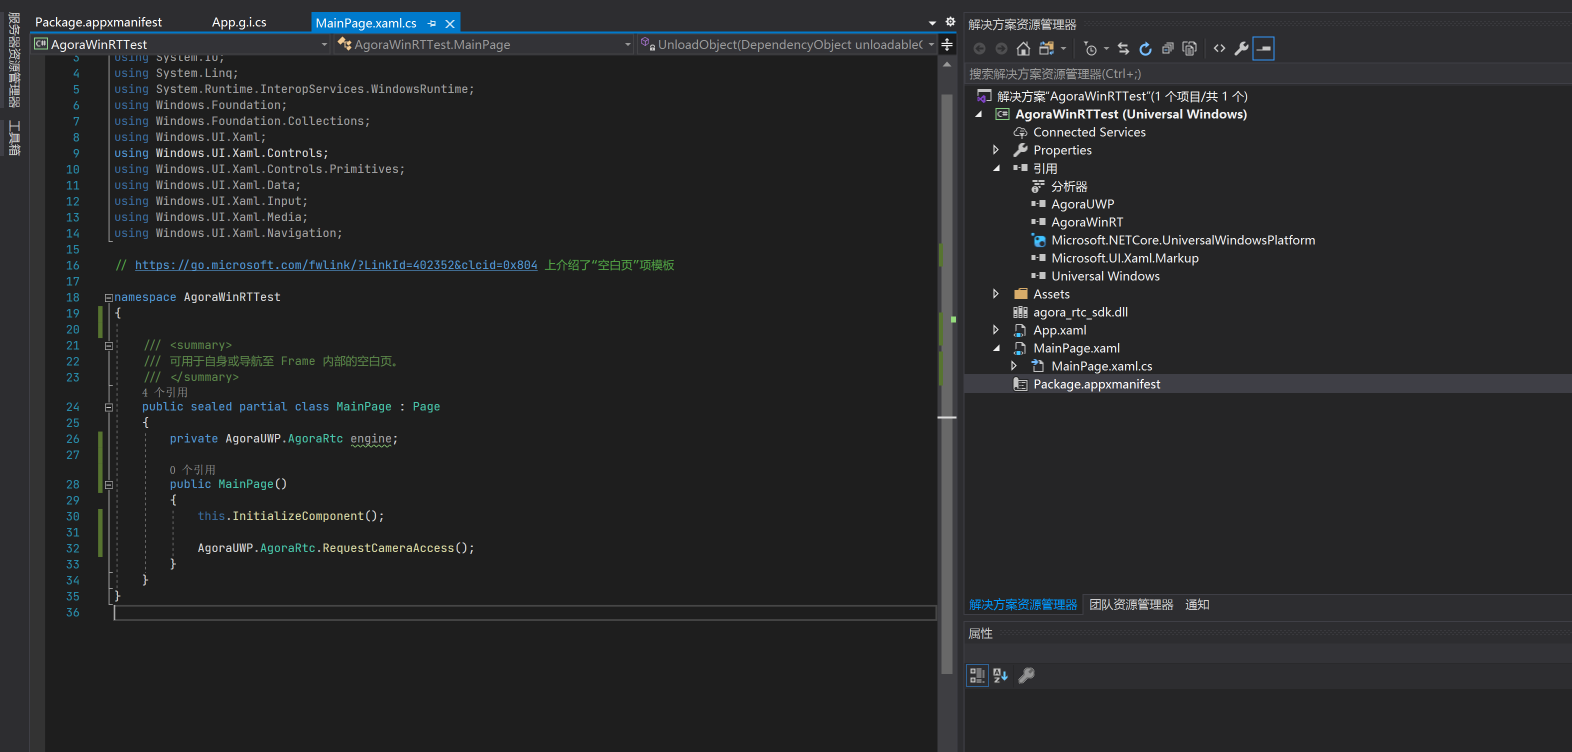 服务器资源管理器
工具箱
Package.appxmanifest
App.g.i.cs
MainPage.xaml.cs
AgoraWinRTTest
AgoraWinRTTest.MainPage
UnloadObject(DependencyObject unloadable
3 using System.IO;
4 using System.Linq;
5 using System.Runtime.InteropServices.WindowsRuntime;
6 using Windows.Foundation;
7 using Windows.Foundation.Collections;
8 using Windows.UI.Xaml;
9 using Windows.UI.Xaml.Controls;
10 using Windows.UI.Xaml.Controls.Primitives;
11 using Windows.UI.Xaml.Data;
12 using Windows.UI.Xaml.Input;
13 using Windows.UI.Xaml.Media;
14 using Windows.UI.Xaml.Navigation;
15
16 // https://go.microsoft.com/fwlink/?LinkId=402352&clcid=0x804 上介绍了“空白页”项模板
17
18 namespace AgoraWinRTTest
19 {
20
21 /// <summary>
22 /// 可用于自身或导航至 Frame 内部的空白页。
23 /// </summary>
4 个引用
24 public sealed partial class MainPage : Page
25 {
26 private AgoraUWP.AgoraRtc engine;
27
0 个引用
28 public MainPage()
29 {
30 this.InitializeComponent();
31
32 AgoraUWP.AgoraRtc.RequestCameraAccess();
33 }
34 }
35 }
36
解决方案资源管理器
搜索解决方案资源管理器(Ctrl+;)
解决方案"AgoraWinRTTest"(1 个项目/共 1 个)
AgoraWinRTTest (Universal Windows)
Connected Services
Properties
引用
分析器
AgoraUWP
AgoraWinRT
Microsoft.NETCore.UniversalWindowsPlatform
Microsoft.UI.Xaml.Markup
Universal Windows
Assets
agora_rtc_sdk.dll
App.xaml
MainPage.xaml
MainPage.xaml.cs
Package.appxmanifest
解决方案资源管理器 团队资源管理器 通知
属性